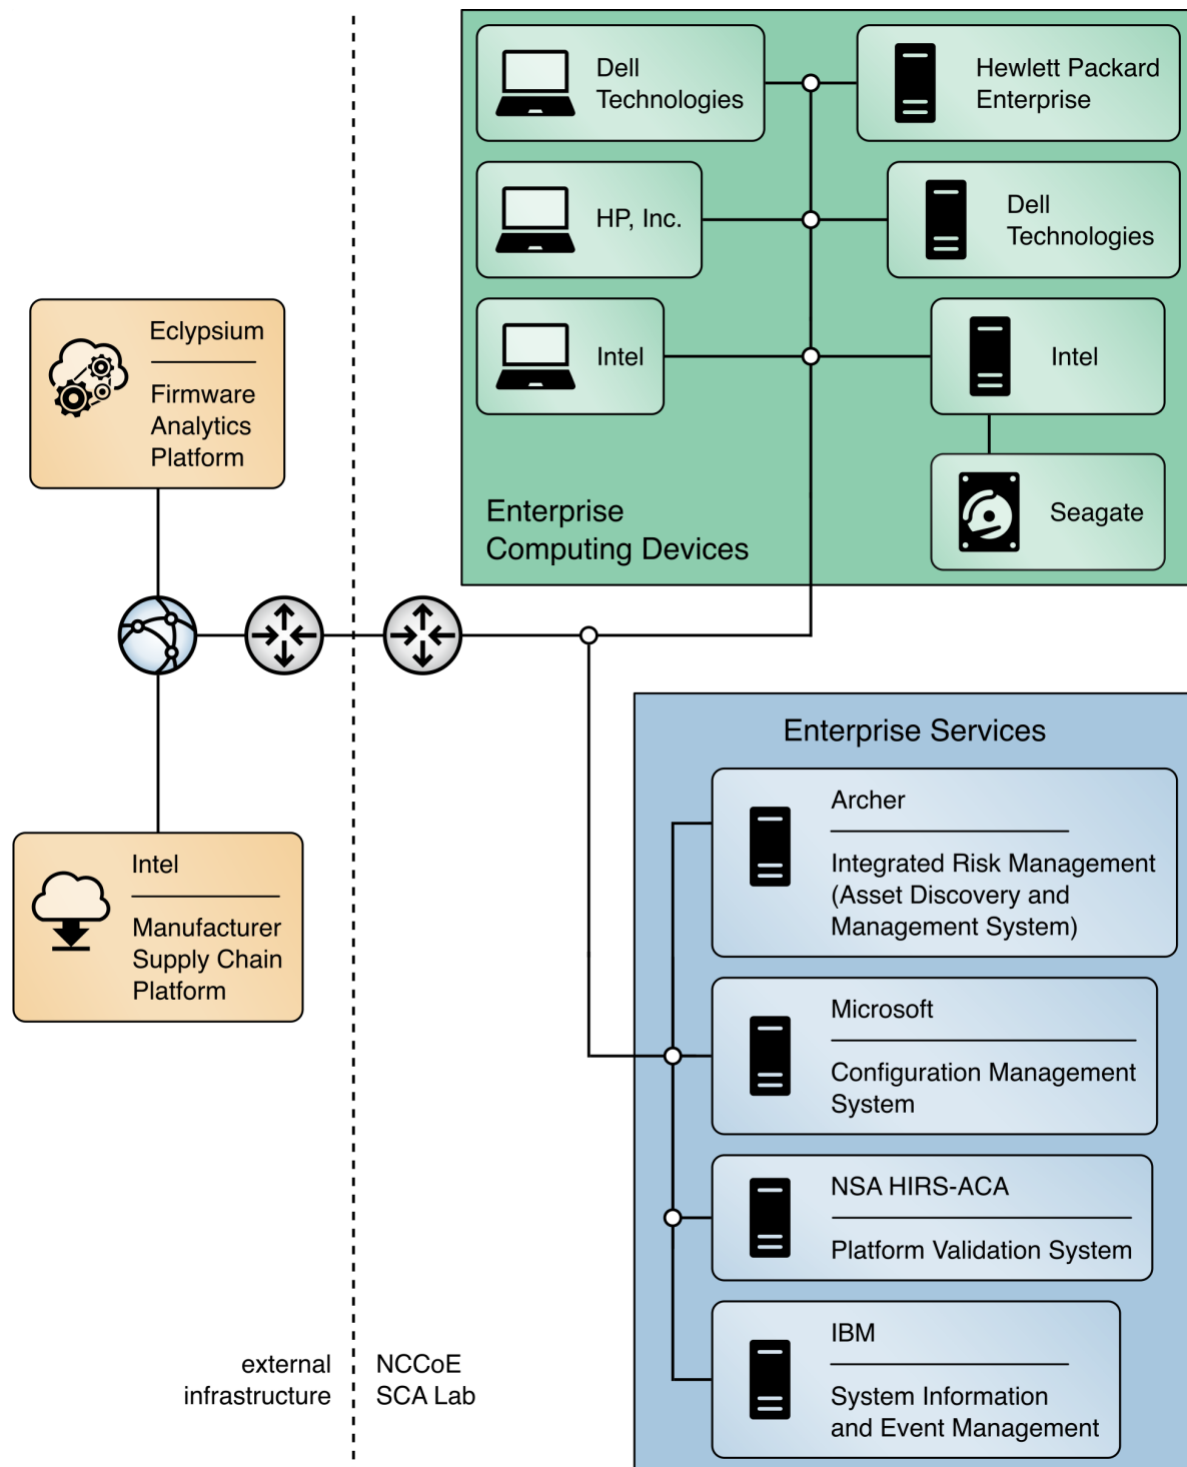 Dell
Technologies
Hewlett Packard
Enterprise
HP, Inc.
Dell
Technologies
Intel
Intel
Seagate
Enterprise
Computing Devices
Eclypsium
Firmware
Analytics
Platform
Intel
Manufacturer
Supply Chain
Platform
Enterprise Services
Archer
Integrated Risk Management
(Asset Discovery and
Management System)
Microsoft
Configuration Management
System
NSA HIRS-ACA
Platform Validation System
IBM
System Information
and Event Management
external
infrastructure
NCCoE
SCA Lab